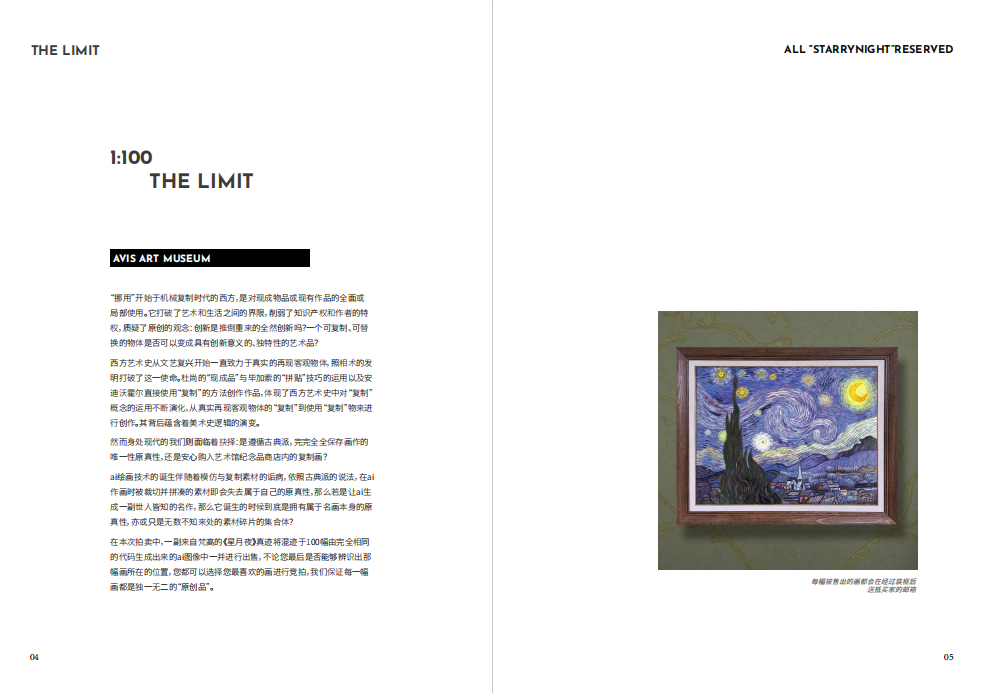 THE LIMIT
ALL "STARRYNIGHT"RESERVED
1:100
THE LIMIT
AVIS ART MUSEUM
"挪用"开始于机械复制时代的西方,是对现成物品或现有作品的全面或
局部使用。它打破了艺术和生活之间的界限,削弱了知识产权和作者的特
权,质疑了原创的观念:创新是推倒重来的全然创新吗?一个可复制、可替
换的物体是否可以变成具有创新意义的、独特性的艺术品?
西方艺术史从文艺复兴开始一直致力于真实的再现客观物体,照相术的发
明打破了这一使命。杜尚的"现成品"与毕加索的"拼贴"技巧的运用以及安
迪沃霍尔直接使用"复制"的方法创作作品,体现了西方艺术史中对"复制"
概念的运用不断演化,从真实再现客观物体的"复制"到使用"复制"物来进
行创作。其背后蕴含着美术史逻辑的演变。
然而身处现代的我们则面临着抉择:是遵循古典派,完完全全保存画作的
唯一性原真性,还是安心购入艺术馆纪念品商店内的复制画?
ai绘画技术的诞生伴随着模仿与复制素材的诟病,依照古典派的说法,在ai
作画时被裁切并拼凑的素材即会失去属于自己的原真性,那么若是让ai生
成一副世人皆知的名作,那么它诞生的时候到底是拥有属于名画本身的原
真性,亦或只是无数不知来处的素材碎片的集合体?
在本次拍卖中,一副来自梵高的《星月夜》真迹将混迹于100幅由完全相同
的代码生成出来的ai图像中一并进行出售,不论您最后是否能够辨识出那
幅画所在的位置,您都可以选择您最喜欢的画进行竞拍,我们保证每一幅
画都是独一无二的"原创品"。
每幅被售出的画都会在经过装框后
送抵买家的邮箱
04
05